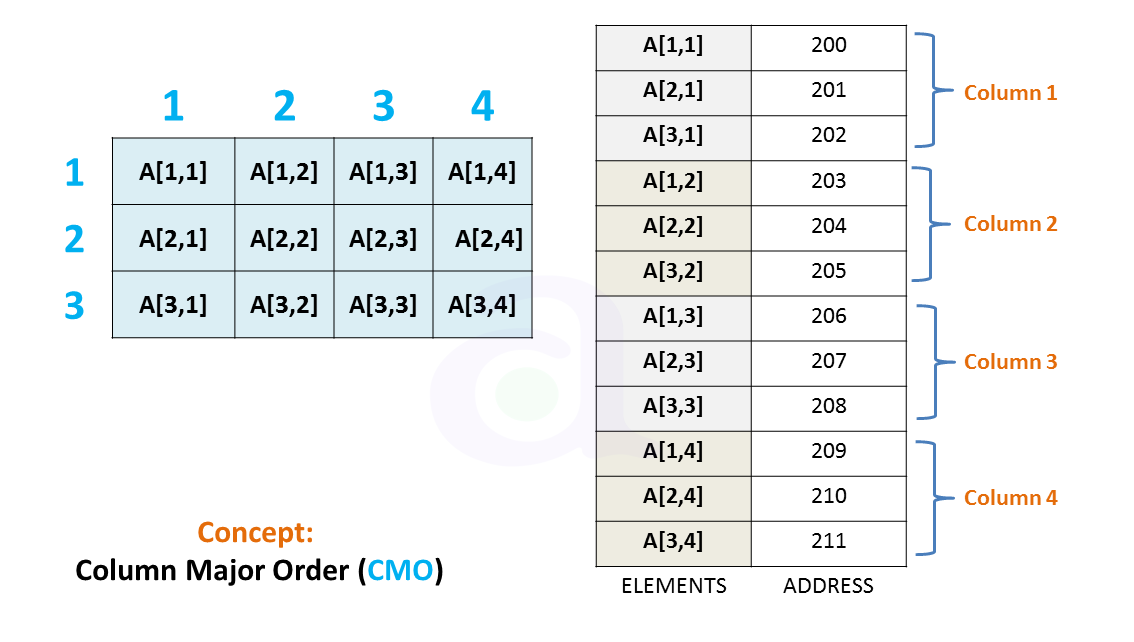 1 2 3 4
1 A[1,1] A[1,2] A[1,3] A[1,4]
2 A[2,1] A[2,2] A[2,3] A[2,4]
3 A[3,1] A[3,2] A[3,3] A[3,4]
Concept:
Column Major Order (CMO)
A[1,1] 200
A[2,1] 201
A[3,1] 202
Column 1
A[1,2] 203
A[2,2] 204
A[3,2] 205
Column 2
A[1,3] 206
A[2,3] 207
A[3,3] 208
Column 3
A[1,4] 209
A[2,4] 210
A[3,4] 211
Column 4
ELEMENTS ADDRESS